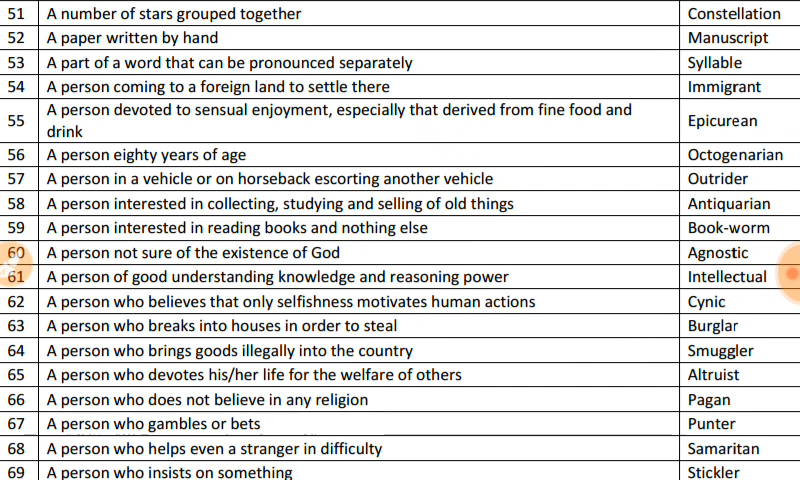 51 A number of stars grouped together Constellation
52 A paper written by hand Manuscript
53 A part of a word that can be pronounced separately Syllable
54 A person coming to a foreign land to settle there Immigrant
55 A person devoted to sensual enjoyment, especially that derived from fine food and
drink Epicurean
56 A person eighty years of age Octogenarian
57 A person in a vehicle or on horseback escorting another vehicle Outrider
58 A person interested in collecting, studying and selling of old things Antiquarian
59 A person interested in reading books and nothing else Book-worm
60 A person not sure of the existence of God Agnostic
61 A person of good understanding knowledge and reasoning power Intellectual
62 A person who believes that only selfishness motivates human actions Cynic
63 A person who breaks into houses in order to steal Burglar
64 A person who brings goods illegally into the country Smuggler
65 A person who devotes his/her life for the welfare of others Altruist
66 A person who does not believe in any religion Pagan
67 A person who gambles or bets Punter
68 A person who helps even a stranger in difficulty Samaritan
69 A person who insists on something Stickler